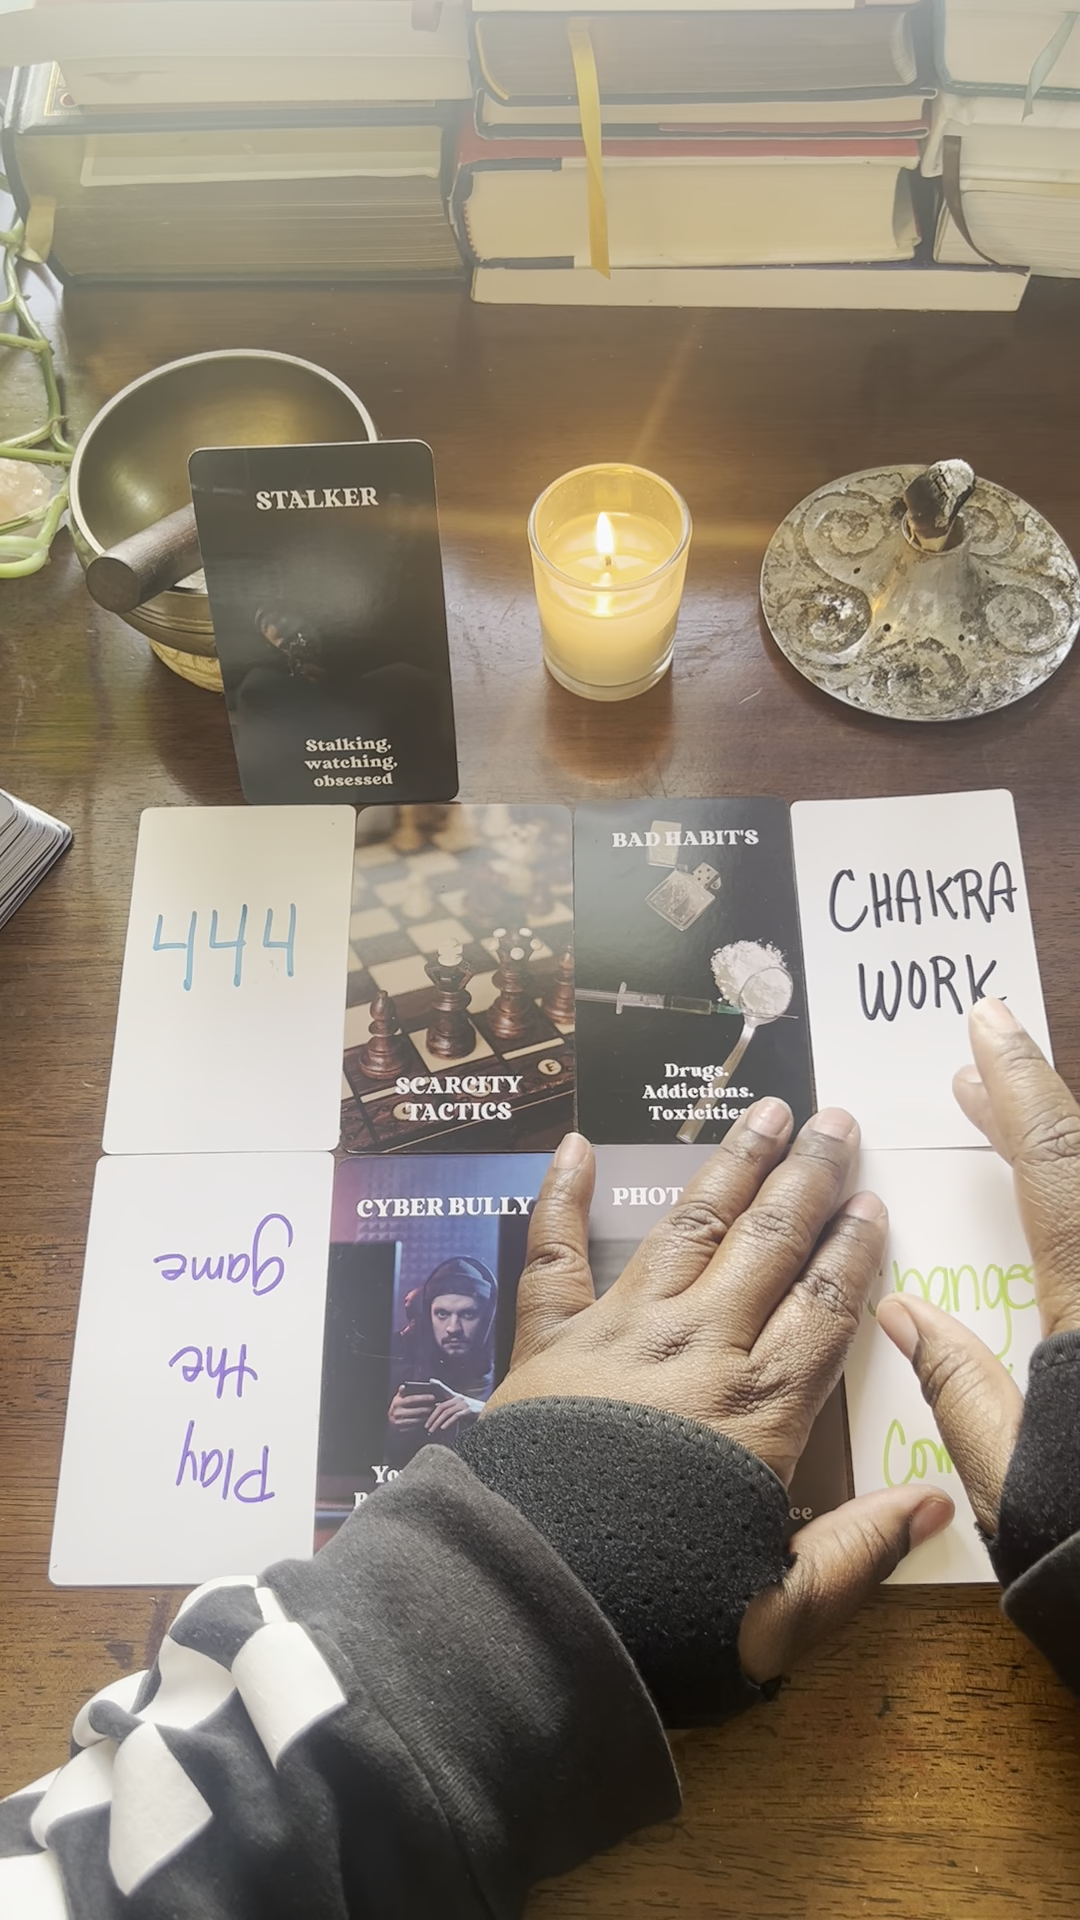 STALKER
Stalking,
watching,
obsessed
444
SCARCITY
TACTICS
BAD HABIT'S
Drugs.
Addictions.
Toxicities
CHAKRA
WORK
Play
the
game
CYBER BULLY
E